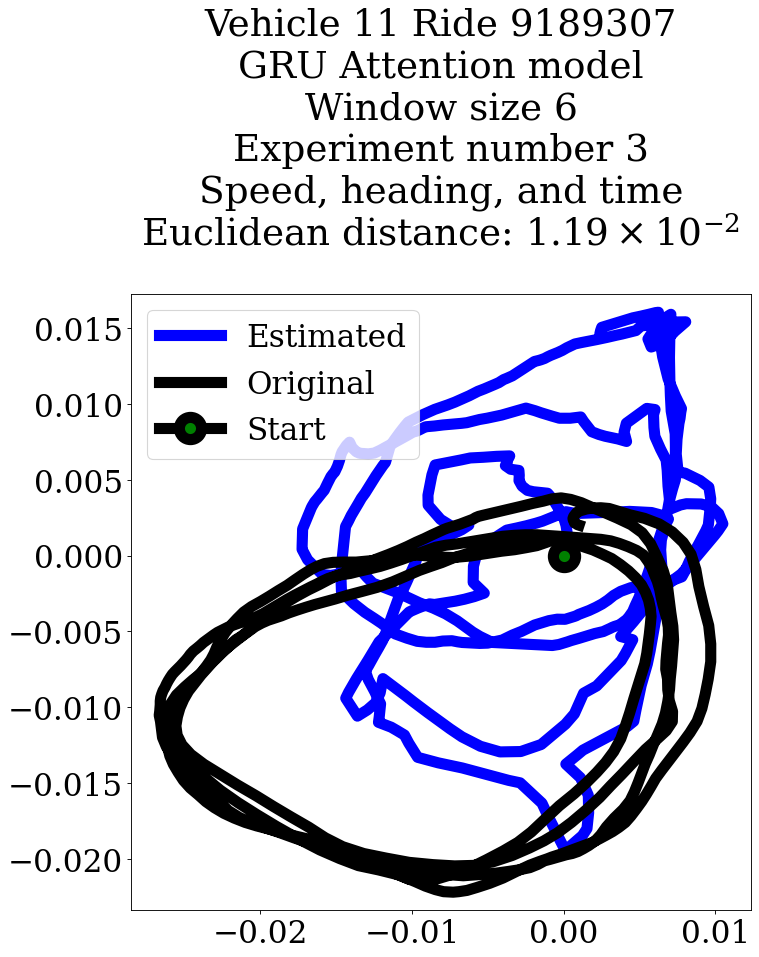 Vehicle 11 Ride 9189307
GRU Attention model
Window size 6
Experiment number 3
Speed, heading, and time
Euclidean distance: 1.19 × 10⁻²
Estimated
Original
Start
0.015
0.010
0.005
0.000
−0.005
−0.010
−0.015
−0.020
−0.02 −0.01 0.00 0.01